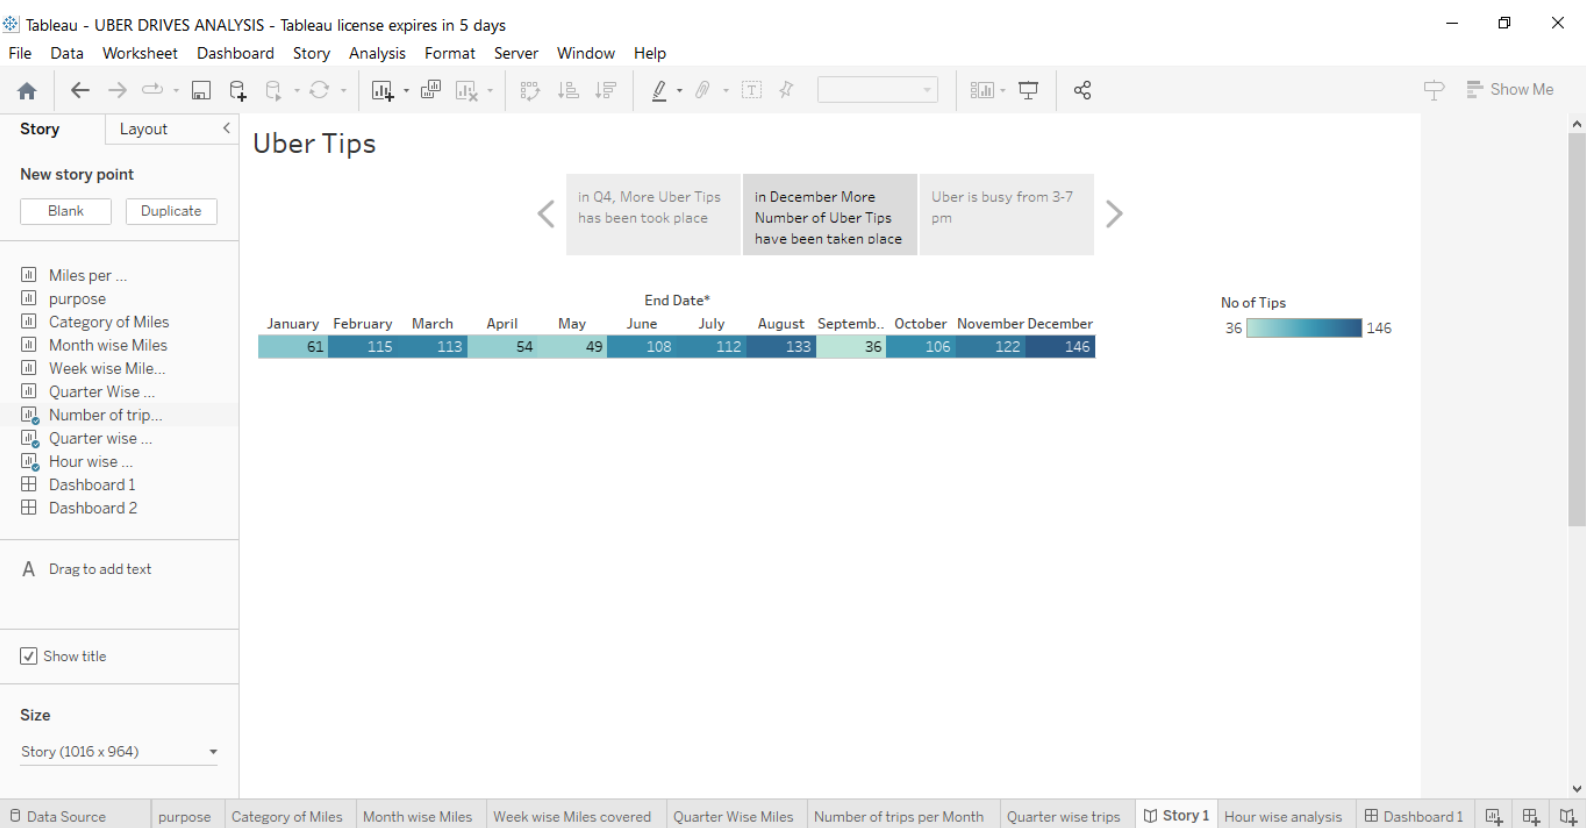 Tableau - UBER DRIVES ANALYSIS - Tableau license expires in 5 days
File Data Worksheet Dashboard Story Analysis Format Server Window Help
Show Me
Story Layout
New story point
Blank Duplicate
Miles per ...
purpose
Category of Miles
Month wise Miles
Week wise Mile...
Quarter Wise ...
Number of trip...
Quarter wise ...
Hour wise ...
Dashboard 1
Dashboard 2
A Drag to add text
Show title
Size
Story (1016 x 964)
Uber Tips
in Q4, More Uber Tips
has been took place
in December More
Number of Uber Tips
have been taken place
Uber is busy from 3-7
pm
End Date*
January February March April May June July August Septemb.. October November December
61 115 113 54 49 108 112 133 36 106 122 146
No of Tips
36 146
Data Source purpose Category of Miles Month wise Miles Week wise Miles covered Quarter Wise Miles Number of trips per Month Quarter wise trips Story 1 Hour wise analysis Dashboard 1